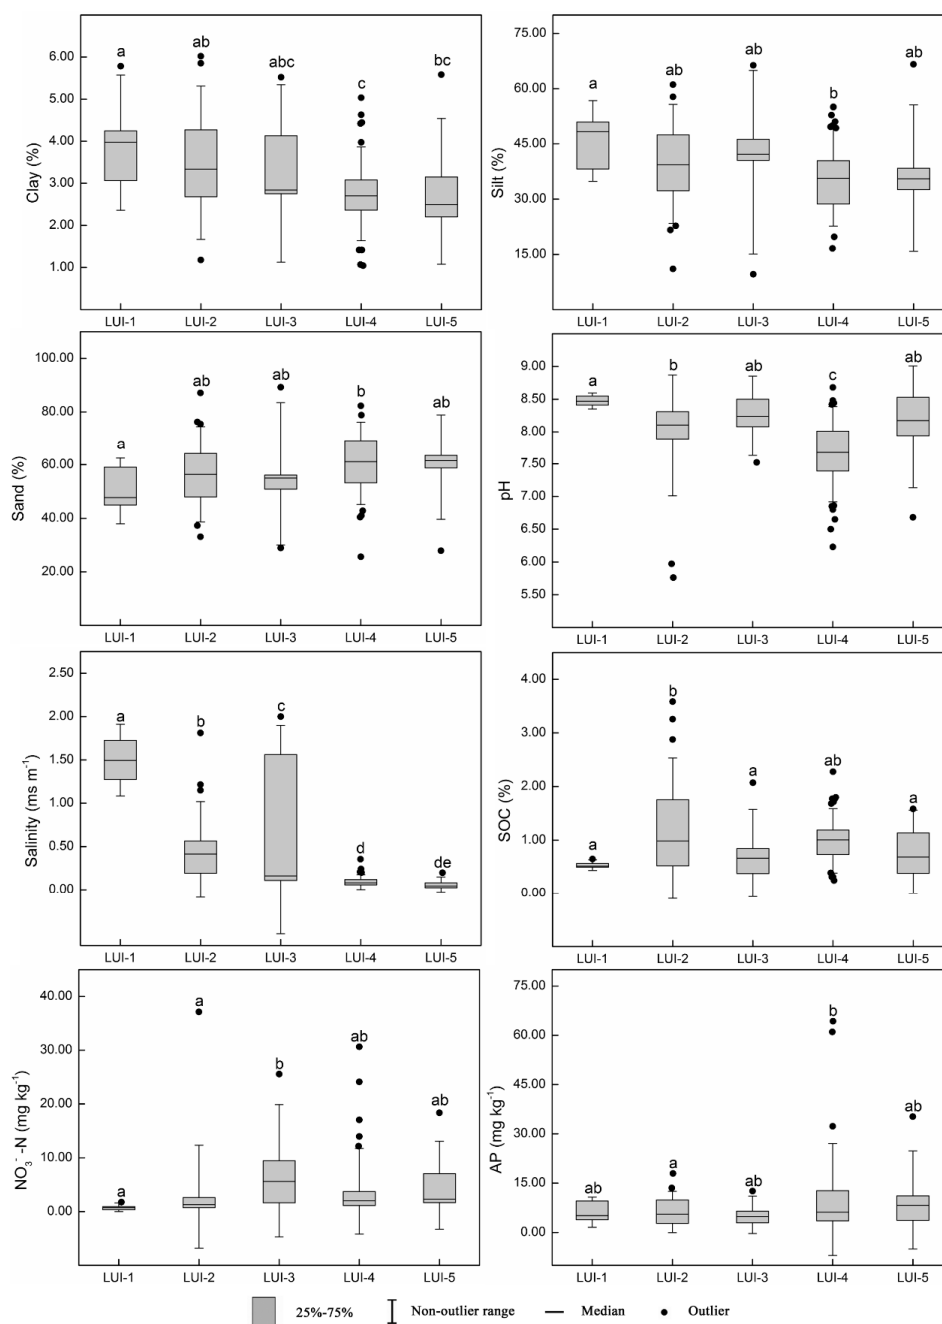 a
ab
abc
c
bc
6.00
5.00
4.00
3.00
2.00
1.00
Clay (%)
LUI-1 LUI-2 LUI-3 LUI-4 LUI-5
a
ab
ab
b
ab
75.00
60.00
45.00
30.00
15.00
Silt (%)
LUI-1 LUI-2 LUI-3 LUI-4 LUI-5
a
ab
ab
b
ab
100.00
80.00
60.00
40.00
20.00
Sand (%)
LUI-1 LUI-2 LUI-3 LUI-4 LUI-5
a
b
ab
c
ab
9.00
8.50
8.00
7.50
7.00
6.50
6.00
5.50
pH
LUI-1 LUI-2 LUI-3 LUI-4 LUI-5
a
b
c
d
de
2.50
2.00
1.50
1.00
0.50
0.00
Salinity (ms m⁻¹)
LUI-1 LUI-2 LUI-3 LUI-4 LUI-5
a
b
a
ab
a
4.00
3.00
2.00
1.00
0.00
SOC (%)
LUI-1 LUI-2 LUI-3 LUI-4 LUI-5
a
a
b
ab
ab
40.00
30.00
20.00
10.00
0.00
NO₃⁻-N (mg kg⁻¹)
LUI-1 LUI-2 LUI-3 LUI-4 LUI-5
ab
a
ab
b
ab
75.00
60.00
45.00
30.00
15.00
0.00
AP (mg kg⁻¹)
LUI-1 LUI-2 LUI-3 LUI-4 LUI-5
25%-75% Non-outlier range Median Outlier